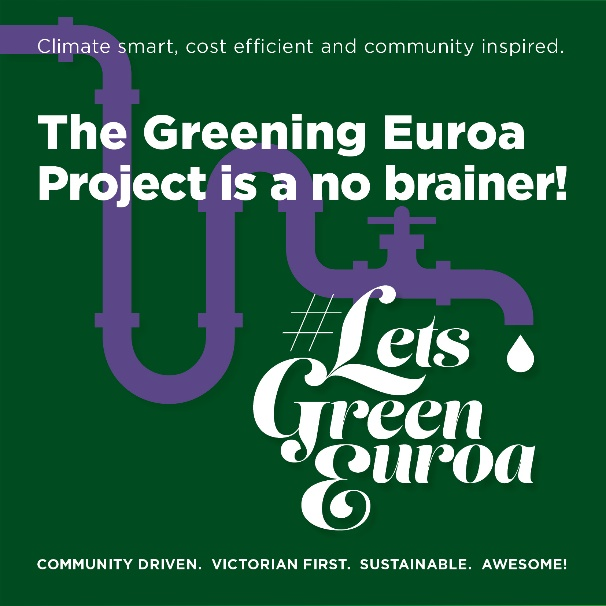 Climate smart, cost efficient and community inspired.
The Greening Euroa
Project is a no brainer!
#Lets
Green
Euroa
COMMUNITY DRIVEN. VICTORIAN FIRST. SUSTAINABLE. AWESOME!